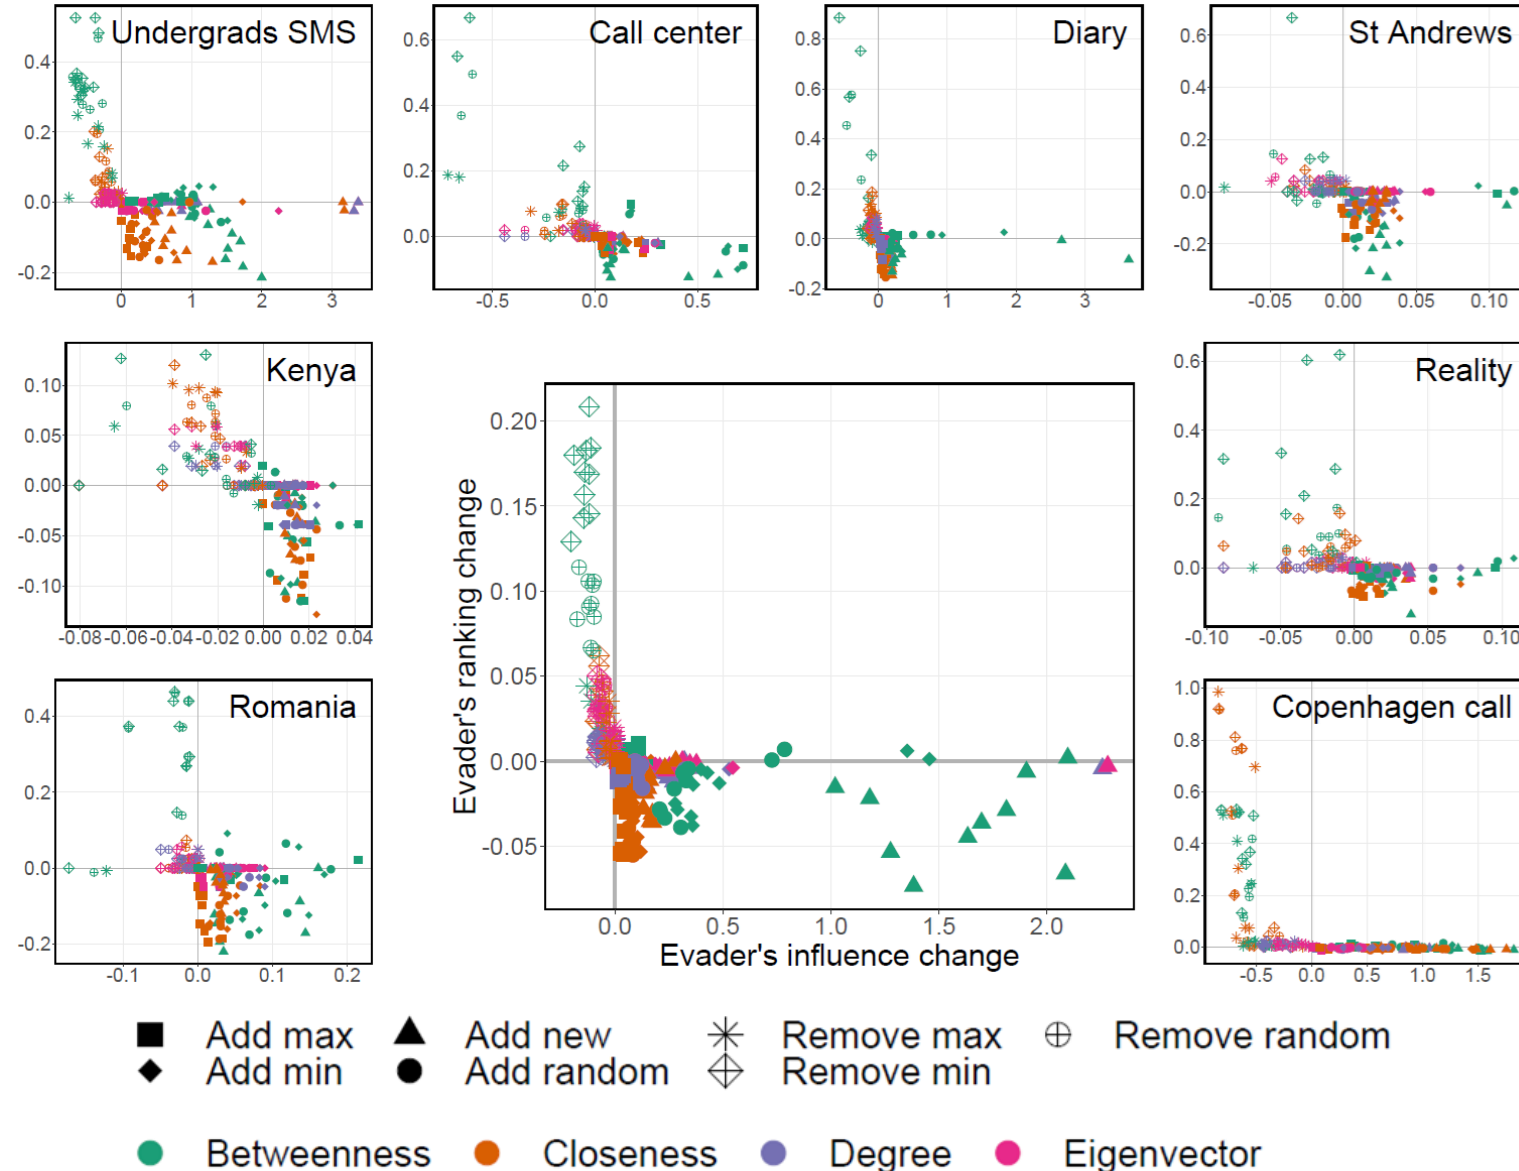 Undergrads SMS
0.4
0.2
0.0
-0.2
0 1 2 3
Call center
0.6
0.4
0.2
0.0
-0.5 0.0 0.5
Diary
0.8
0.6
0.4
0.2
0.0
-0.2
0 1 2 3
St Andrews
0.6
0.4
0.2
0.0
-0.2
-0.05 0.00 0.05 0.10
Kenya
0.10
0.05
0.00
-0.05
-0.10
-0.08 -0.06 -0.04 -0.02 0.00 0.02 0.04
Evader's ranking change
0.20
0.15
0.10
0.05
0.00
-0.05
0.0 0.5 1.0 1.5 2.0
Evader's influence change
Reality
0.6
0.4
0.2
0.0
-0.10 -0.05 0.00 0.05 0.10
Romania
0.4
0.2
0.0
-0.2
-0.1 0.0 0.1 0.2
Copenhagen call
1.0
0.8
0.6
0.4
0.2
0.0
-0.5 0.0 0.5 1.0 1.5
Add max Add new Remove max Remove random
Add min Add random Remove min
Betweenness Closeness Degree Eigenvector